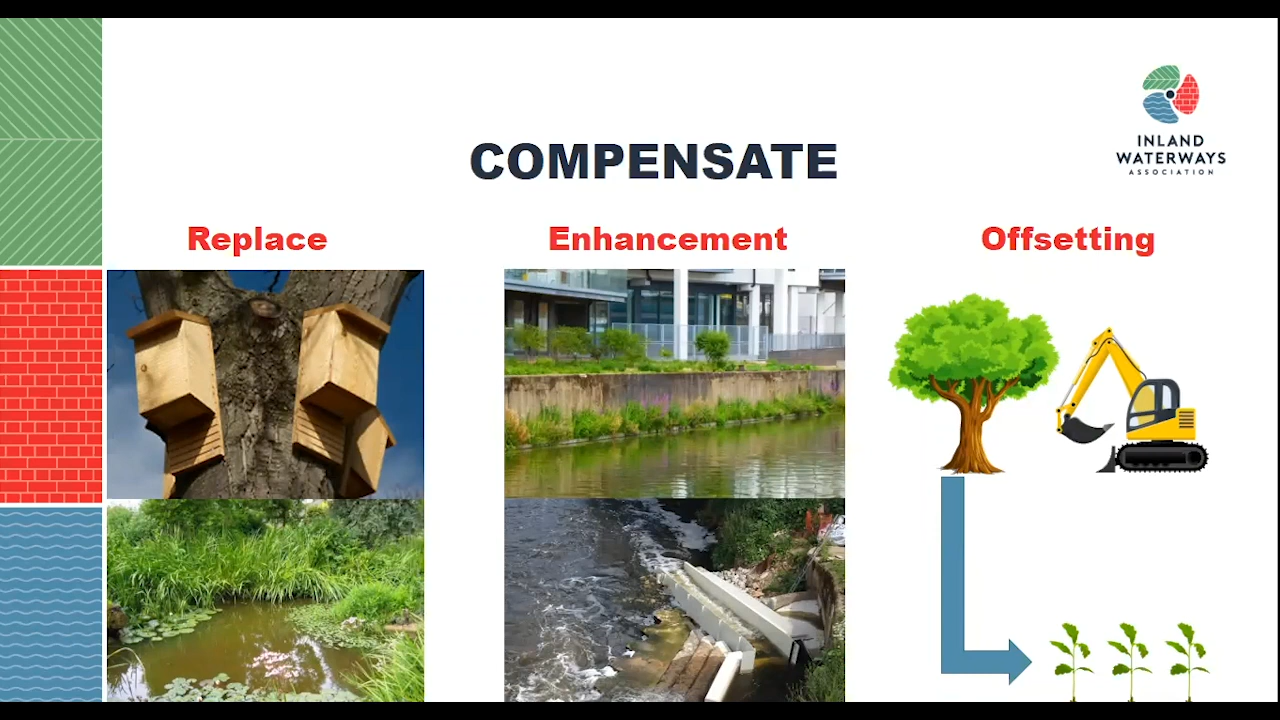 INLAND
WATERWAYS
ASSOCIATION
COMPENSATE
Replace
Enhancement
Offsetting